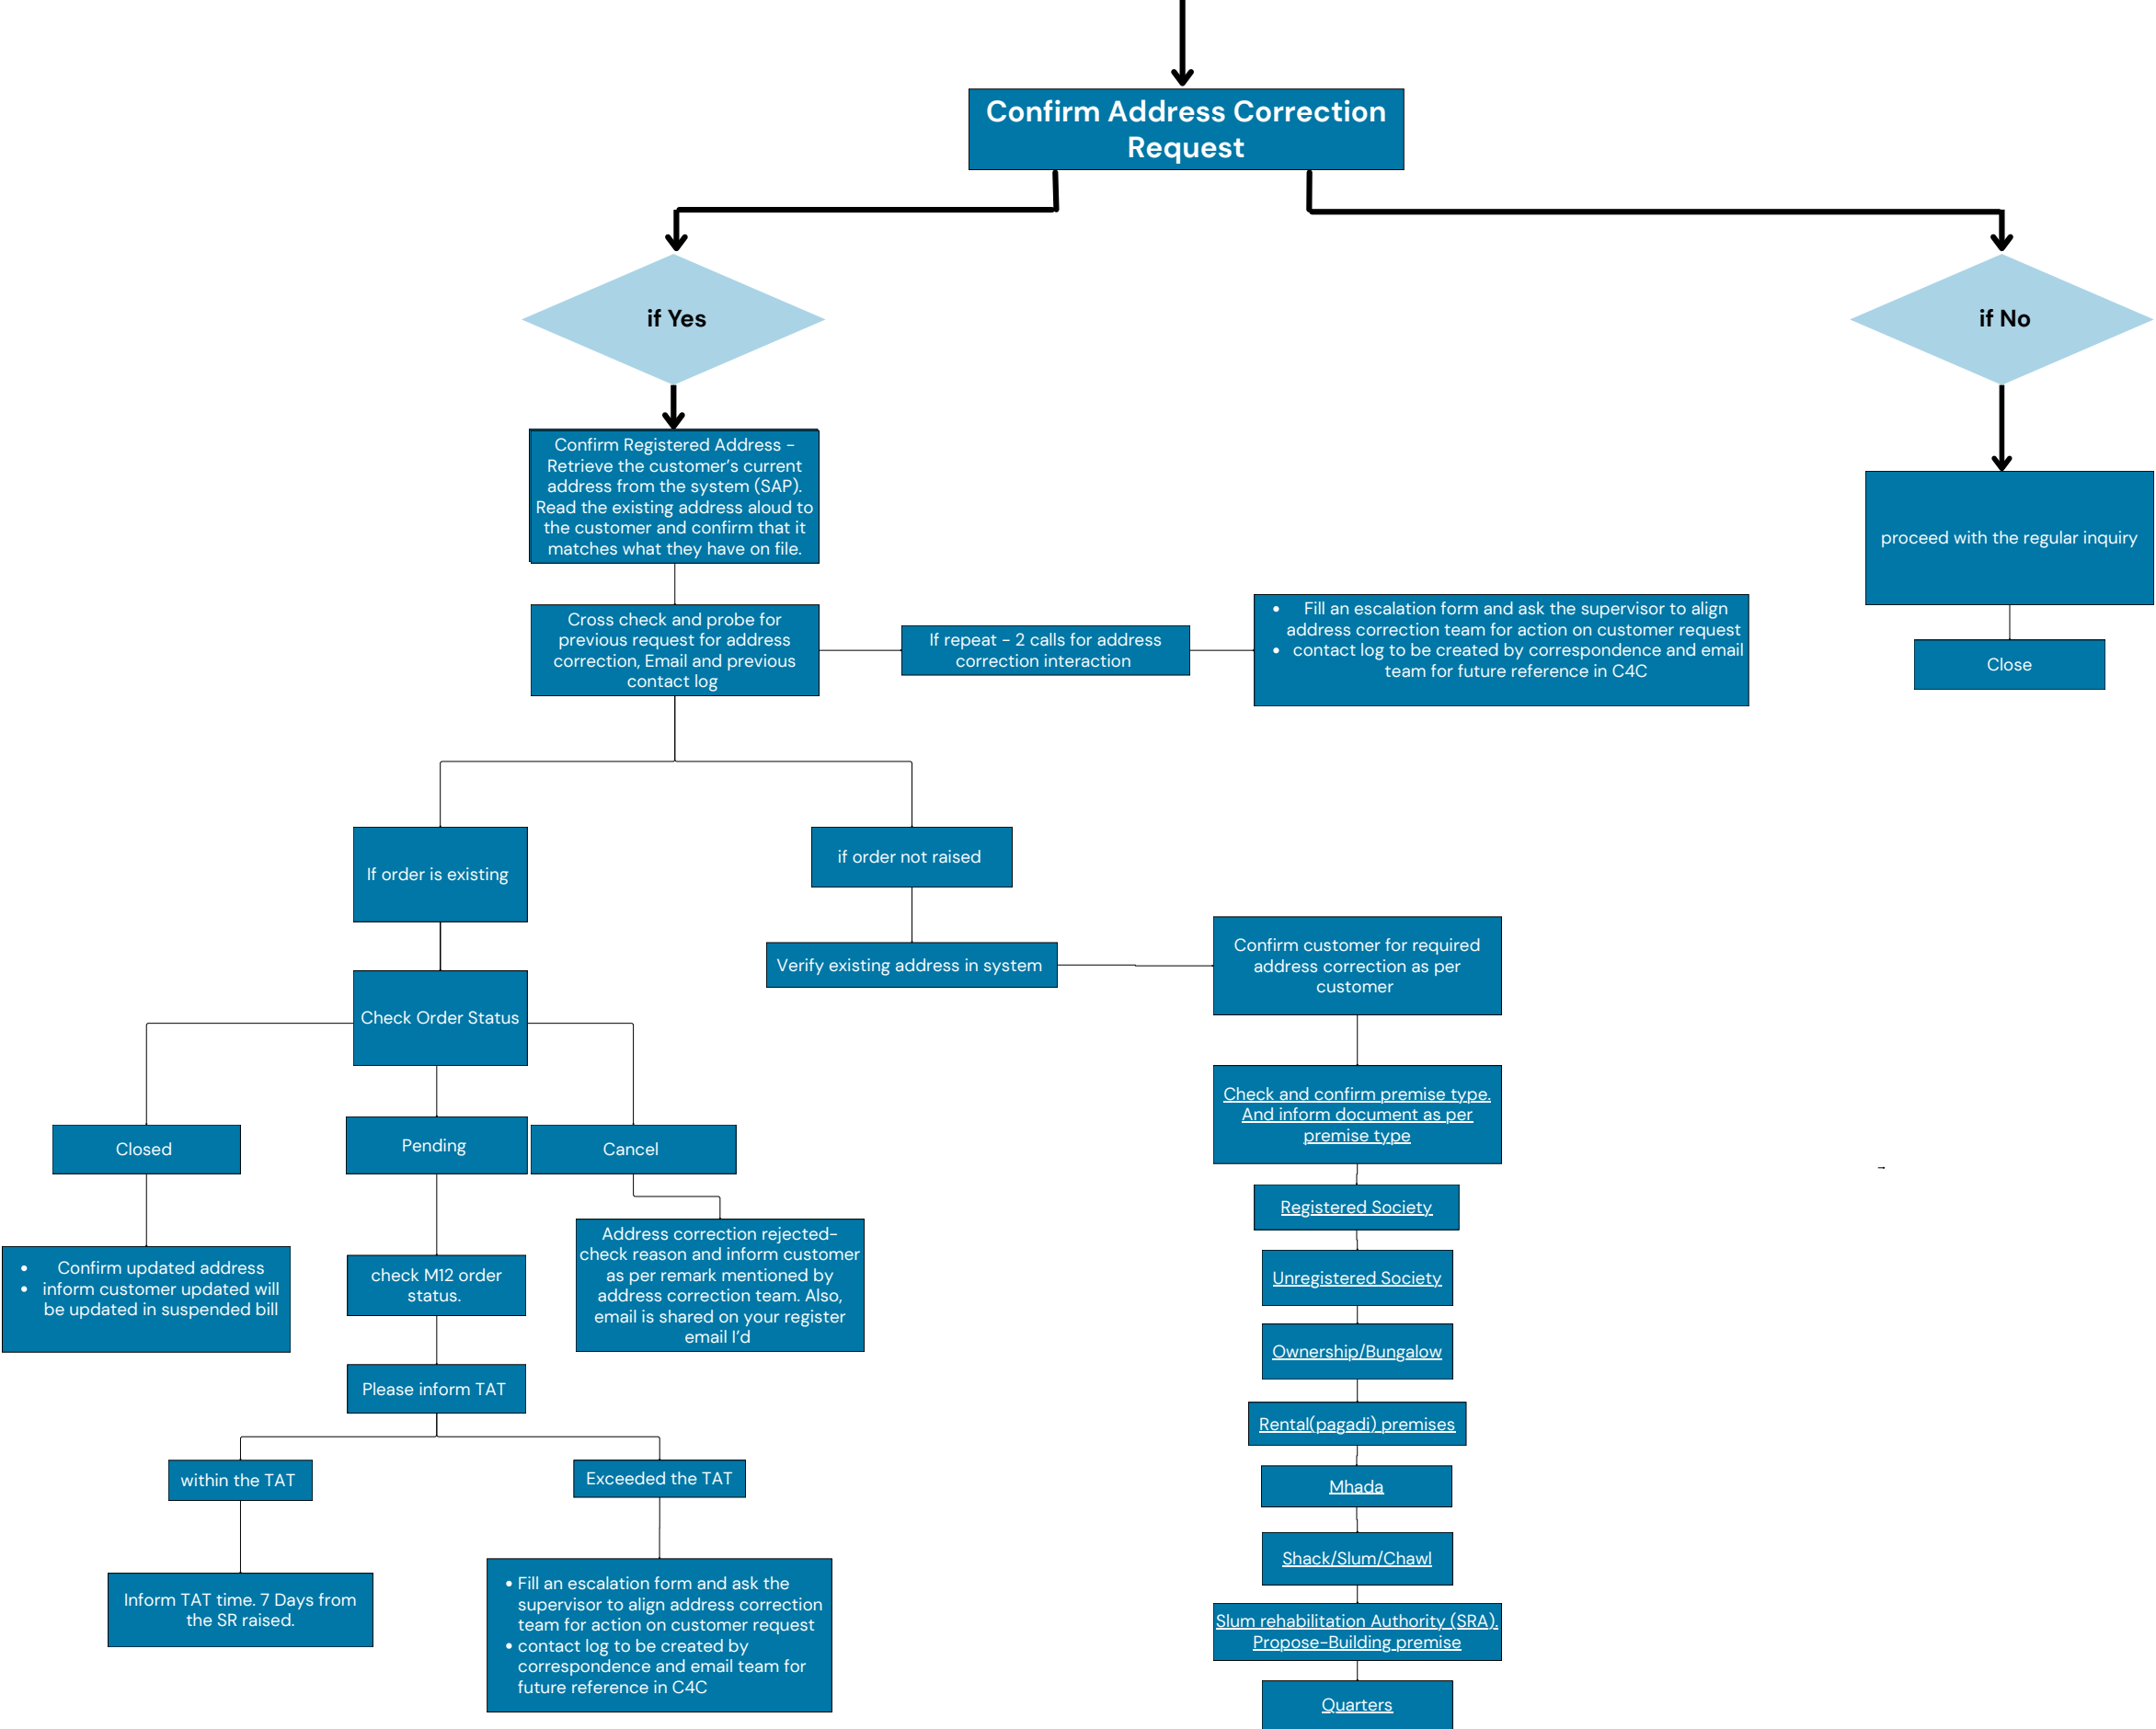 Confirm Address Correction
Request
if Yes
if No
Confirm Registered Address -
Retrieve the customer's current
address from the system (SAP).
Read the existing address aloud to
the customer and confirm that it
matches what they have on file.
proceed with the regular inquiry
Close
Cross check and probe for
previous request for address
correction, Email and previous
contact log
If repeat - 2 calls for address
correction interaction
• Fill an escalation form and ask the supervisor to align
address correction team for action on customer request
• contact log to be created by correspondence and email
team for future reference in C4C
If order is existing
if order not raised
Check Order Status
Verify existing address in system
Confirm customer for required
address correction as per
customer
Check and confirm premise type.
And inform document as per
premise type
Closed
Pending
Cancel
• Confirm updated address
• inform customer updated will
be updated in suspended bill
check M12 order
status.
Address correction rejected-
check reason and inform customer
as per remark mentioned by
address correction team. Also,
email is shared on your register
email I'd
Please inform TAT
within the TAT
Exceeded the TAT
Inform TAT time. 7 Days from
the SR raised.
• Fill an escalation form and ask the
supervisor to align address correction
team for action on customer request
• contact log to be created by
correspondence and email team for
future reference in C4C
Registered Society
Unregistered Society
Ownership/Bungalow
Rental(pagadi) premises
Mhada
Shack/Slum/Chawl
Slum rehabilitation Authority (SRA).
Propose-Building premise
Quarters